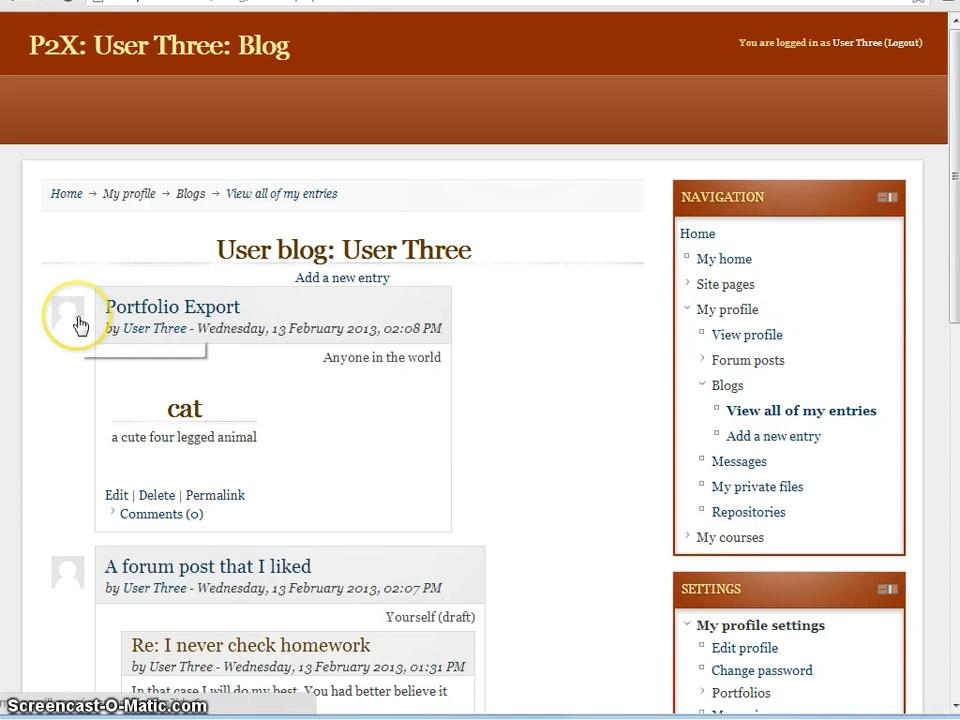 P2X: User Three: Blog
You are logged in as User Three (Logout)
Home → My profile → Blogs → View all of my entries
User blog: User Three
Add a new entry
Portfolio Export
by User Three - Wednesday, 13 February 2013, 02:08 PM
Anyone in the world
cat
a cute four legged animal
Edit | Delete | Permalink
Comments (0)
A forum post that I liked
by User Three - Wednesday, 13 February 2013, 02:07 PM
Yourself (draft)
Re: I never check homework
by User Three - Wednesday, 13 February 2013, 01:31 PM
In that case I will do my best. You had better believe it
NAVIGATION
Home
My home
Site pages
My profile
View profile
Forum posts
Blogs
View all of my entries
Add a new entry
Messages
My private files
Repositories
My courses
SETTINGS
My profile settings
Edit profile
Change password
Portfolios
Screencast-O-Matic.com